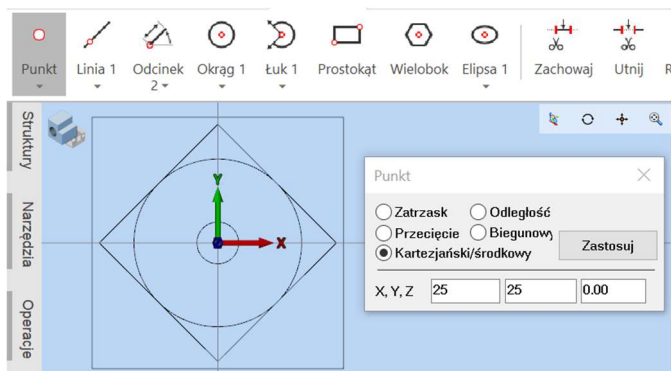 Punkt
Linia 1
Odcinek
2
Okrąg 1
Łuk 1
Prostokąt
Wielobok
Elipsa 1
Zachowaj
Utnij
Struktury
Narzędzia
Operacje
Y
X
Punkt
Zatrzask
Odległość
Przecięcie
Biegunowy
Kartezjański/środkowy
Zastosuj
X, Y, Z 25 25 0.00